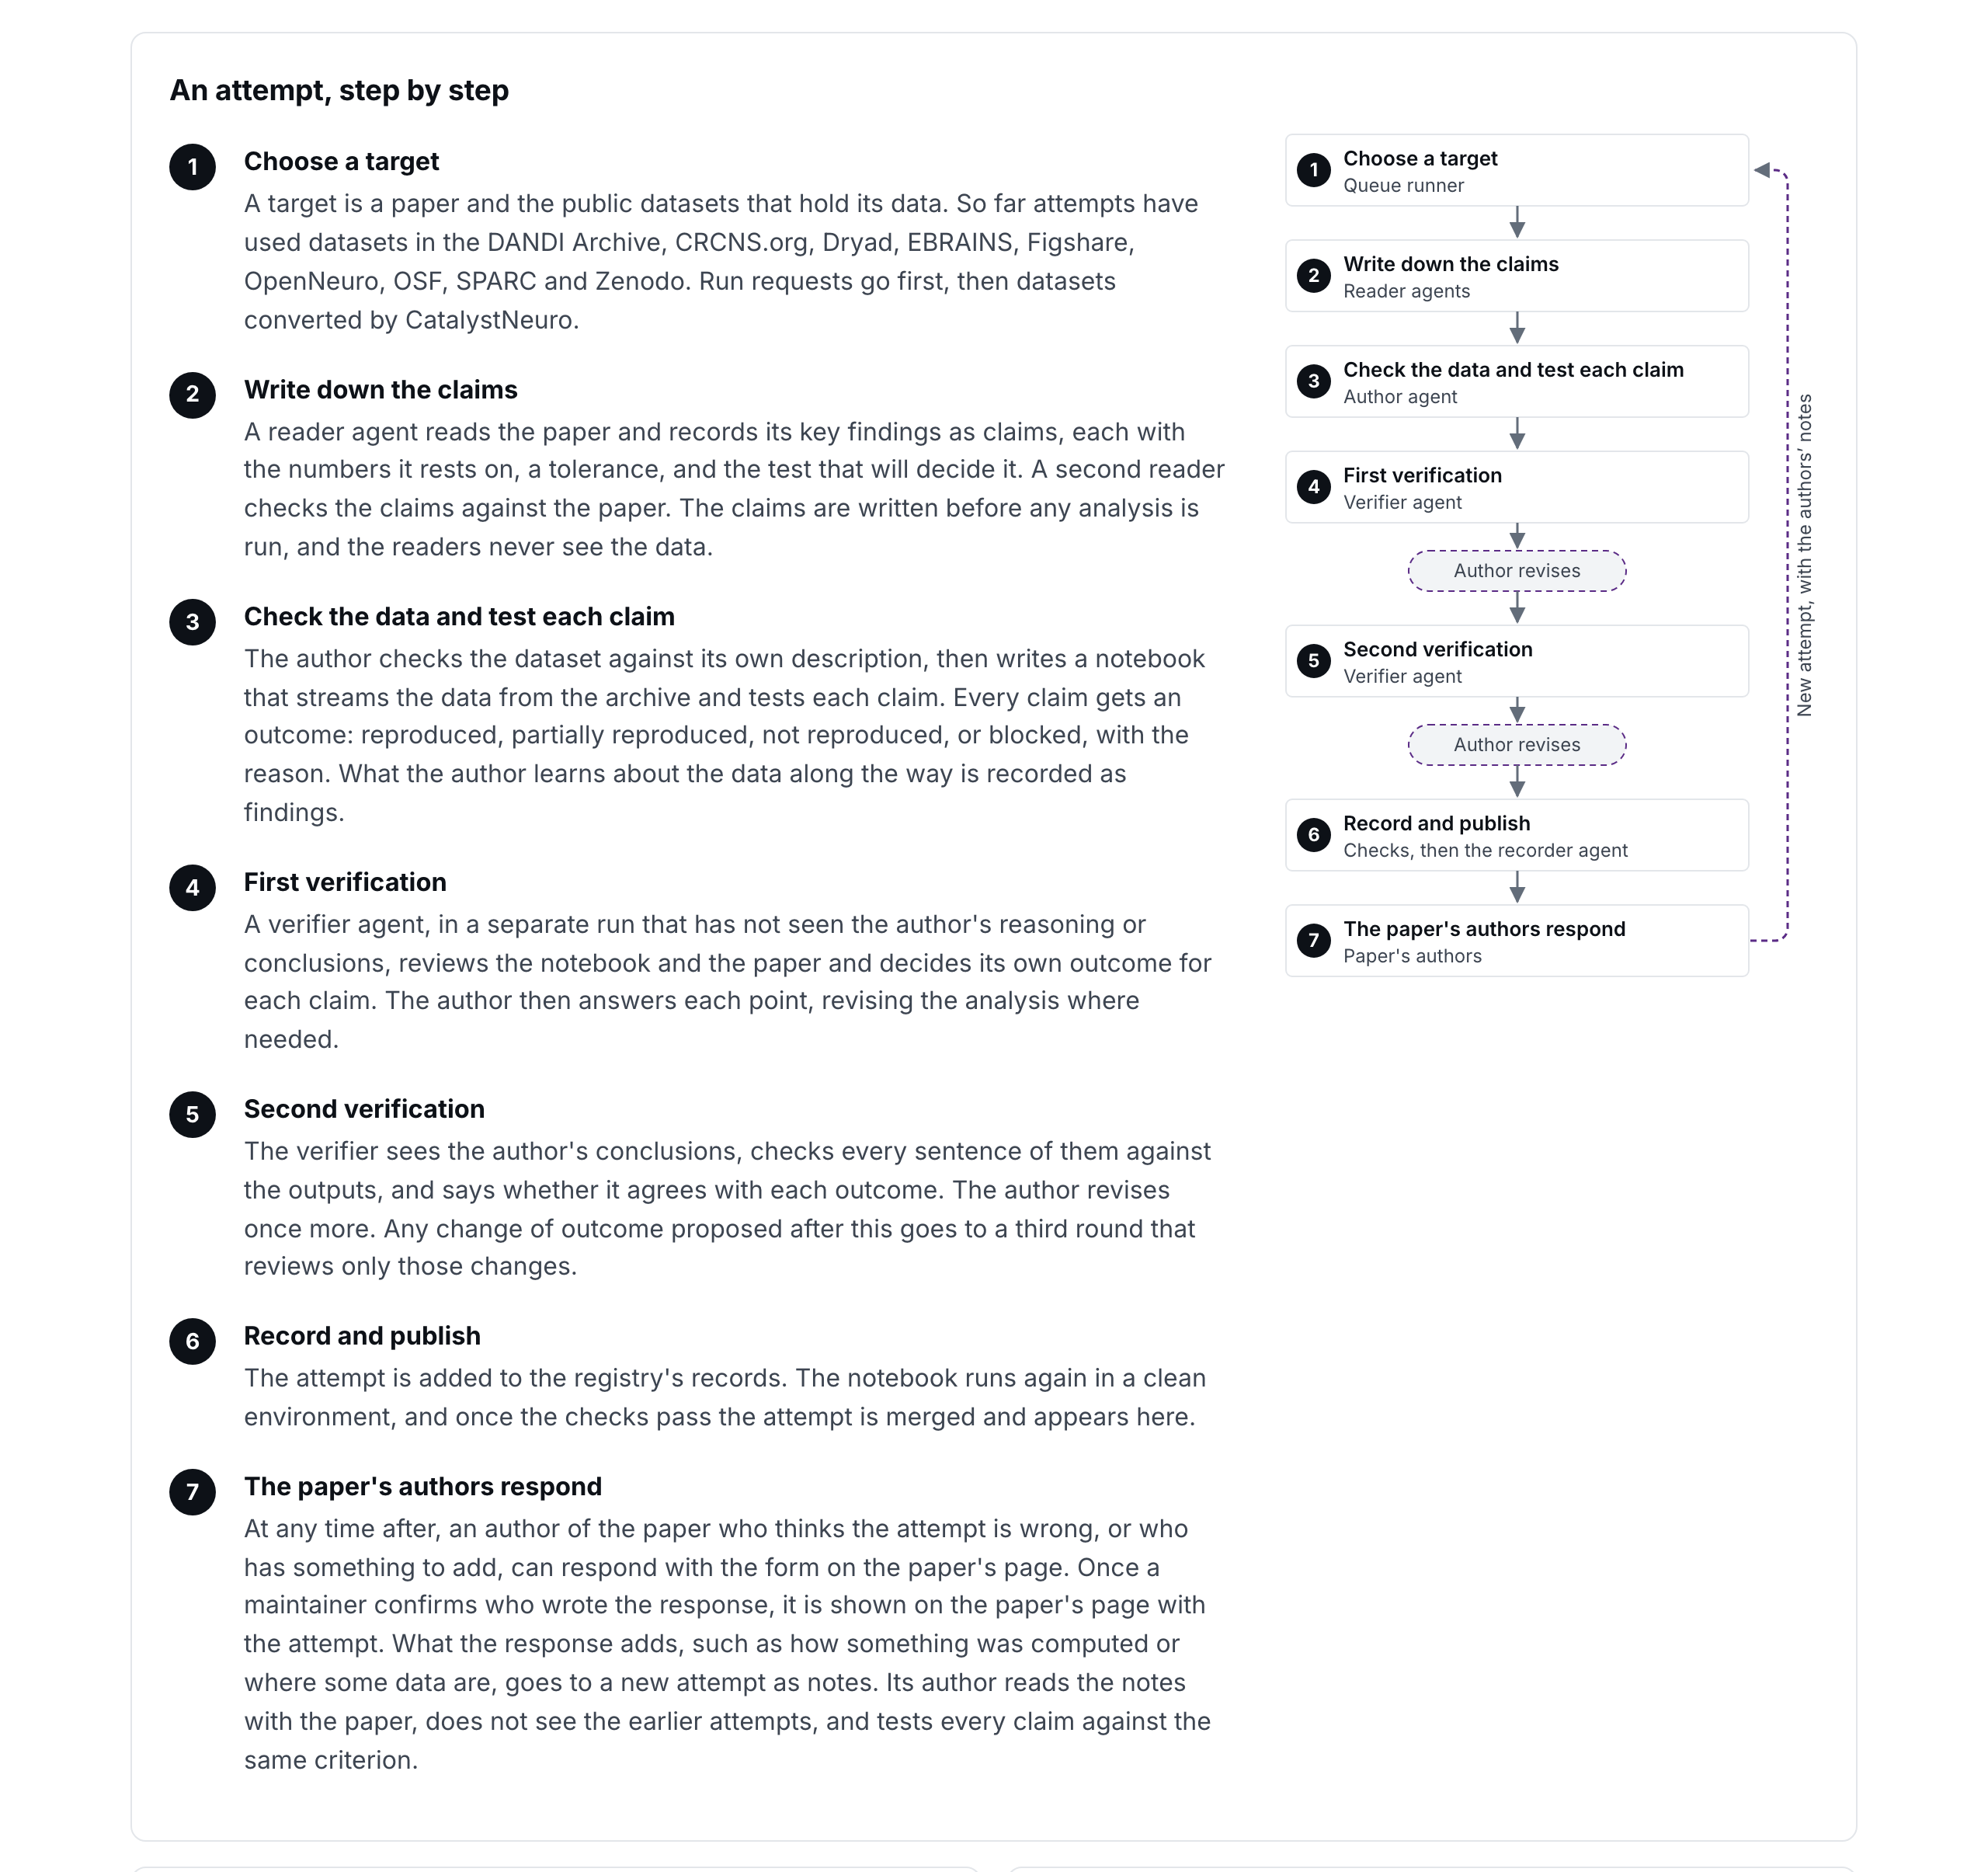 An attempt, step by step
1
Choose a target
A target is a paper and the public datasets that hold its data. So far attempts have
used datasets in the DANDI Archive, CRCNS.org, Dryad, EBRAINS, Figshare,
OpenNeuro, OSF, SPARC and Zenodo. Run requests go first, then datasets
converted by CatalystNeuro.
2
Write down the claims
A reader agent reads the paper and records its key findings as claims, each with
the numbers it rests on, a tolerance, and the test that will decide it. A second reader
checks the claims against the paper. The claims are written before any analysis is
run, and the readers never see the data.
3
Check the data and test each claim
The author checks the dataset against its own description, then writes a notebook
that streams the data from the archive and tests each claim. Every claim gets an
outcome: reproduced, partially reproduced, not reproduced, or blocked, with the
reason. What the author learns about the data along the way is recorded as
findings.
4
First verification
A verifier agent, in a separate run that has not seen the author's reasoning or
conclusions, reviews the notebook and the paper and decides its own outcome for
each claim. The author then answers each point, revising the analysis where
needed.
5
Second verification
The verifier sees the author's conclusions, checks every sentence of them against
the outputs, and says whether it agrees with each outcome. The author revises
once more. Any change of outcome proposed after this goes to a third round that
reviews only those changes.
6
Record and publish
The attempt is added to the registry's records. The notebook runs again in a clean
environment, and once the checks pass the attempt is merged and appears here.
7
The paper's authors respond
At any time after, an author of the paper who thinks the attempt is wrong, or who
has something to add, can respond with the form on the paper's page. Once a
maintainer confirms who wrote the response, it is shown on the paper's page with
the attempt. What the response adds, such as how something was computed or
where some data are, goes to a new attempt as notes. Its author reads the notes
with the paper, does not see the earlier attempts, and tests every claim against the
same criterion.
1
Choose a target
Queue runner
2
Write down the claims
Reader agents
3
Check the data and test each claim
Author agent
4
First verification
Verifier agent
Author revises
5
Second verification
Verifier agent
Author revises
6
Record and publish
Checks, then the recorder agent
7
The paper's authors respond
Paper's authors
New attempt, with the authors’ notes